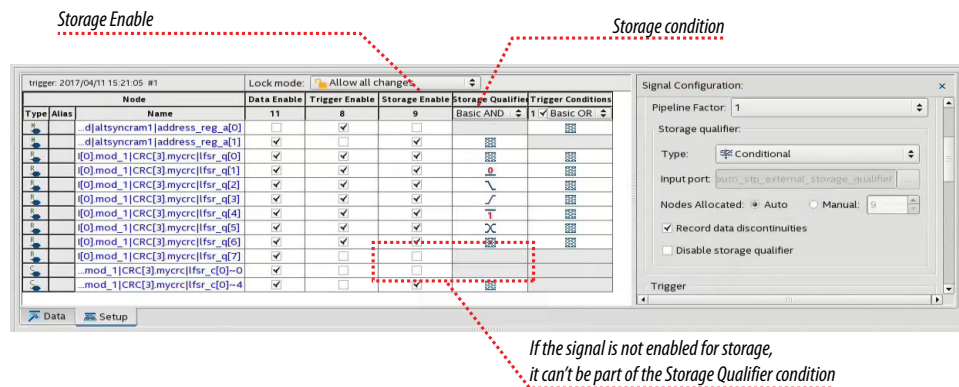 Storage Enable
Storage condition
trigger: 2017/04/11 15:21:05 #1
Lock mode: Allow all changes
Node Data Enable Trigger Enable Storage Enable Storage Qualifier Trigger Conditions
Type Alias Name 11 8 9 Basic AND 1 Basic OR
...d|altsyncram1|address_reg_a[0]
...d|altsyncram1|address_reg_a[1]
l[0].mod_1|CRC[3].mycrc|lfsr_q[0]
l[0].mod_1|CRC[3].mycrc|lfsr_q[1] 0
l[0].mod_1|CRC[3].mycrc|lfsr_q[2]
l[0].mod_1|CRC[3].mycrc|lfsr_q[3]
l[0].mod_1|CRC[3].mycrc|lfsr_q[4] 1
l[0].mod_1|CRC[3].mycrc|lfsr_q[5]
l[0].mod_1|CRC[3].mycrc|lfsr_q[6]
l[0].mod_1|CRC[3].mycrc|lfsr_q[7]
...mod_1|CRC[3].mycrc|lfsr_c[0]~0
...mod_1|CRC[3].mycrc|lfsr_c[0]~4
Data Setup
Signal Configuration:
Pipeline Factor: 1
Storage qualifier:
Type: Conditional
Input port: auto_stp_external_storage_qualifier ...
Nodes Allocated: Auto Manual: 9
Record data discontinuities
Disable storage qualifier
Trigger
If the signal is not enabled for storage,
it can't be part of the Storage Qualifier condition